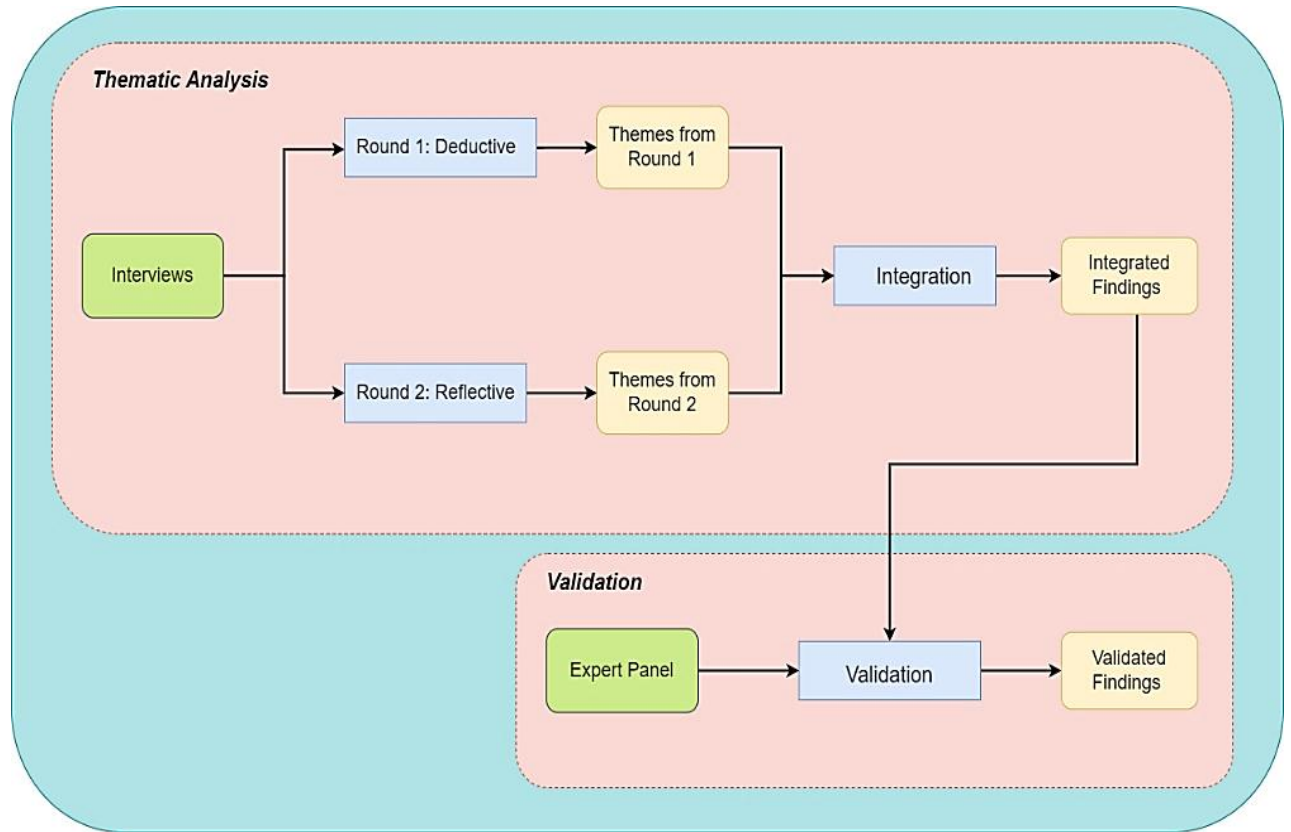 Thematic Analysis
Round 1: Deductive
Themes from
Round 1
Interviews
Integration
Integrated
Findings
Round 2: Reflective
Themes from
Round 2
Validation
Expert Panel
Validation
Validated
Findings